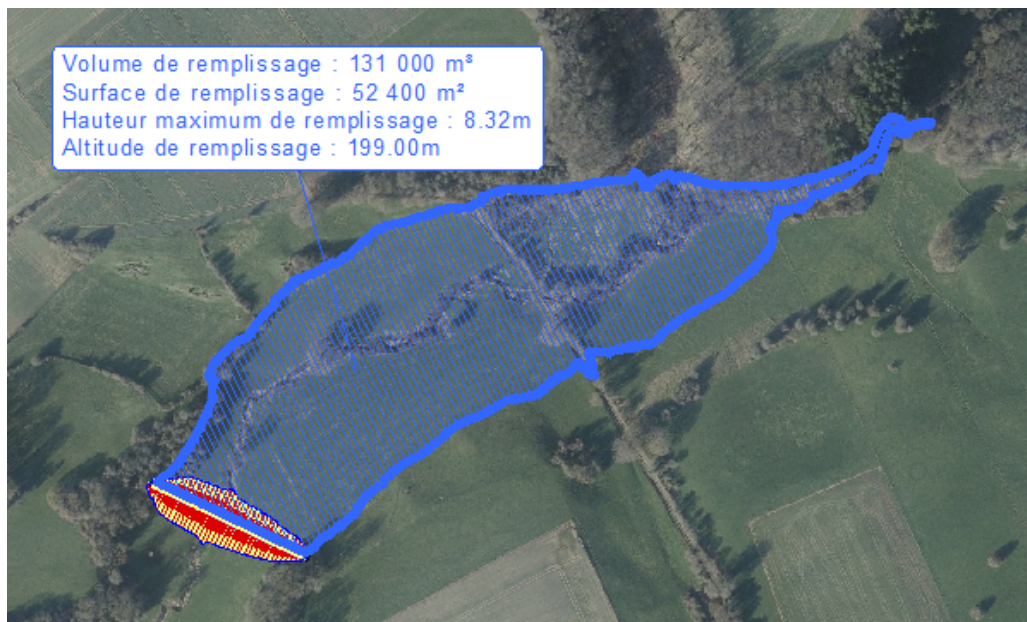 Volume de remplissage : 131 000 m³
Surface de remplissage : 52 400 m²
Hauteur maximum de remplissage : 8.32m
Altitude de remplissage : 199.00m